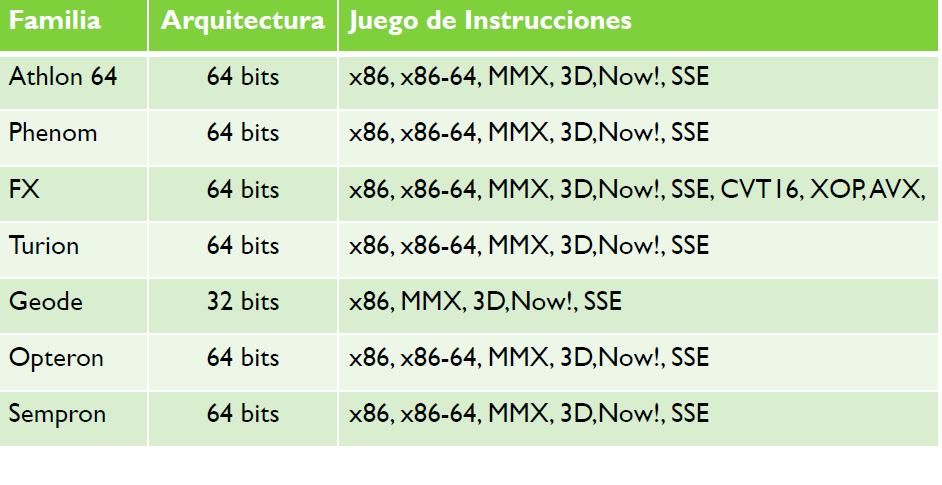 Familia Arquitectura Juego de Instrucciones
Athlon 64 64 bits x86, x86-64, MMX, 3D,Now!, SSE
Phenom 64 bits x86, x86-64, MMX, 3D,Now!, SSE
FX 64 bits x86, x86-64, MMX, 3D,Now!, SSE, CVT16, XOP, AVX,
Turion 64 bits x86, x86-64, MMX, 3D,Now!, SSE
Geode 32 bits x86, MMX, 3D,Now!, SSE
Opteron 64 bits x86, x86-64, MMX, 3D,Now!, SSE
Sempron 64 bits x86, x86-64, MMX, 3D,Now!, SSE